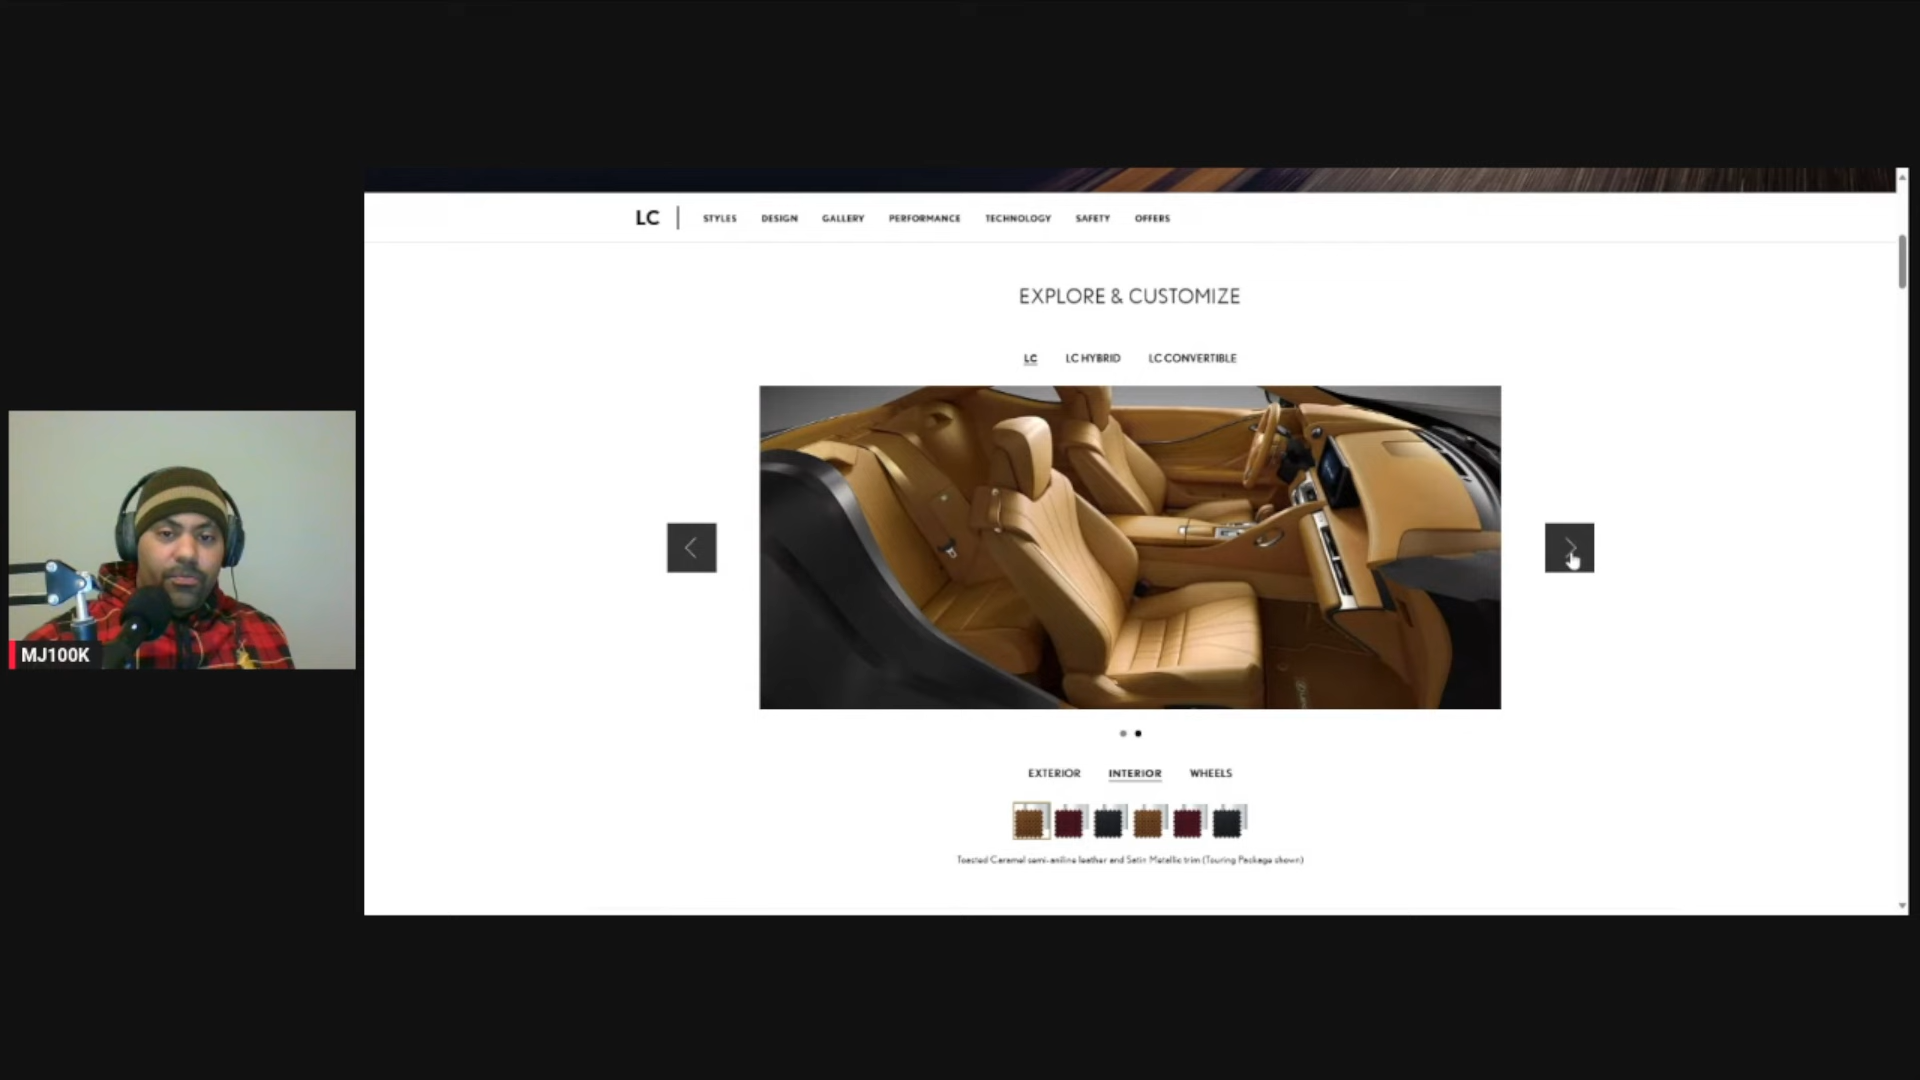 LC STYLES DESIGN GALLERY PERFORMANCE TECHNOLOGY SAFETY OFFERS
EXPLORE & CUSTOMIZE
LC LC HYBRID LC CONVERTIBLE
MJ100K
EXTERIOR INTERIOR WHEELS
Toasted Caramel semi-aniline leather and Satin Metallic trim (Touring Package shown)